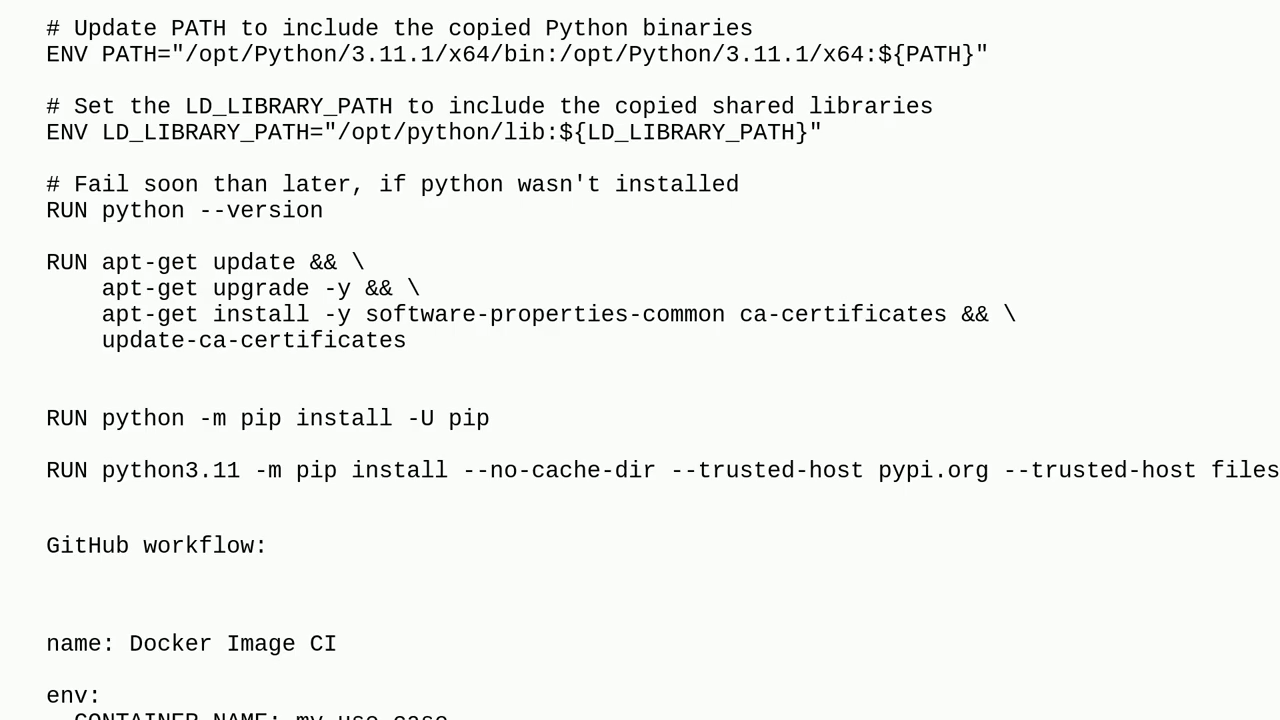 # Update PATH to include the copied Python binaries
ENV PATH="/opt/Python/3.11.1/x64/bin:/opt/Python/3.11.1/x64:${PATH}"
# Set the LD_LIBRARY_PATH to include the copied shared libraries
ENV LD_LIBRARY_PATH="/opt/python/lib:${LD_LIBRARY_PATH}"
# Fail soon than later, if python wasn't installed
RUN python --version
RUN apt-get update && \
    apt-get upgrade -y && \
    apt-get install -y software-properties-common ca-certificates && \
    update-ca-certificates
RUN python -m pip install -U pip
RUN python3.11 -m pip install --no-cache-dir --trusted-host pypi.org --trusted-host files
GitHub workflow:
name: Docker Image CI
env:
  CONTAINER_NAME: my-use-case